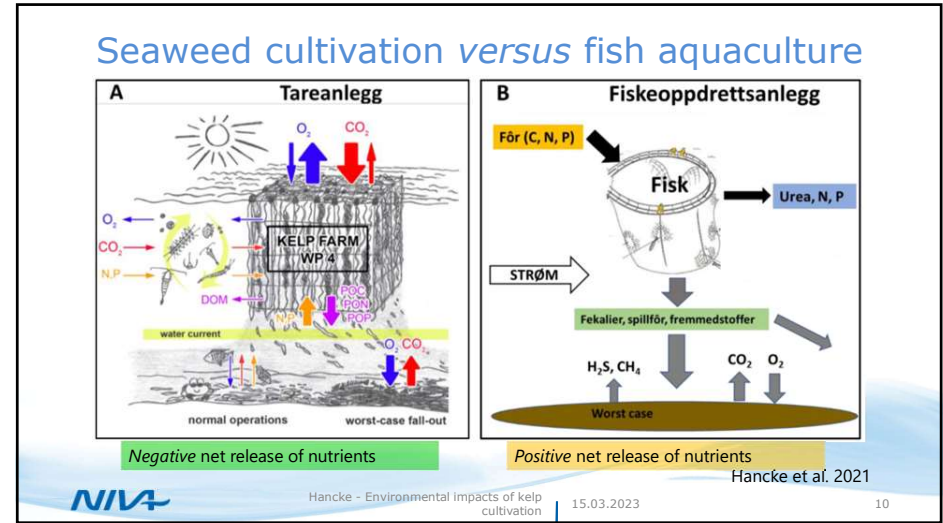 Seaweed cultivation versus fish aquaculture
A
Tareanlegg
O₂
CO₂
O₂
CO₂
N,P
DOM
KELP FARM
WP 4
N,P
POC
PON
POP
water current
O₂ CO₂
normal operations
worst-case fall-out
B
Fiskeoppdrettsanlegg
Fôr (C, N, P)
Fisk
Urea, N, P
STRØM
Fekalier, spillfôr, fremmedstoffer
H₂S, CH₄
CO₂
O₂
Worst case
Negative net release of nutrients
Positive net release of nutrients
Hancke et al. 2021
NIVA
Hancke - Environmental impacts of kelp
cultivation
15.03.2023
10